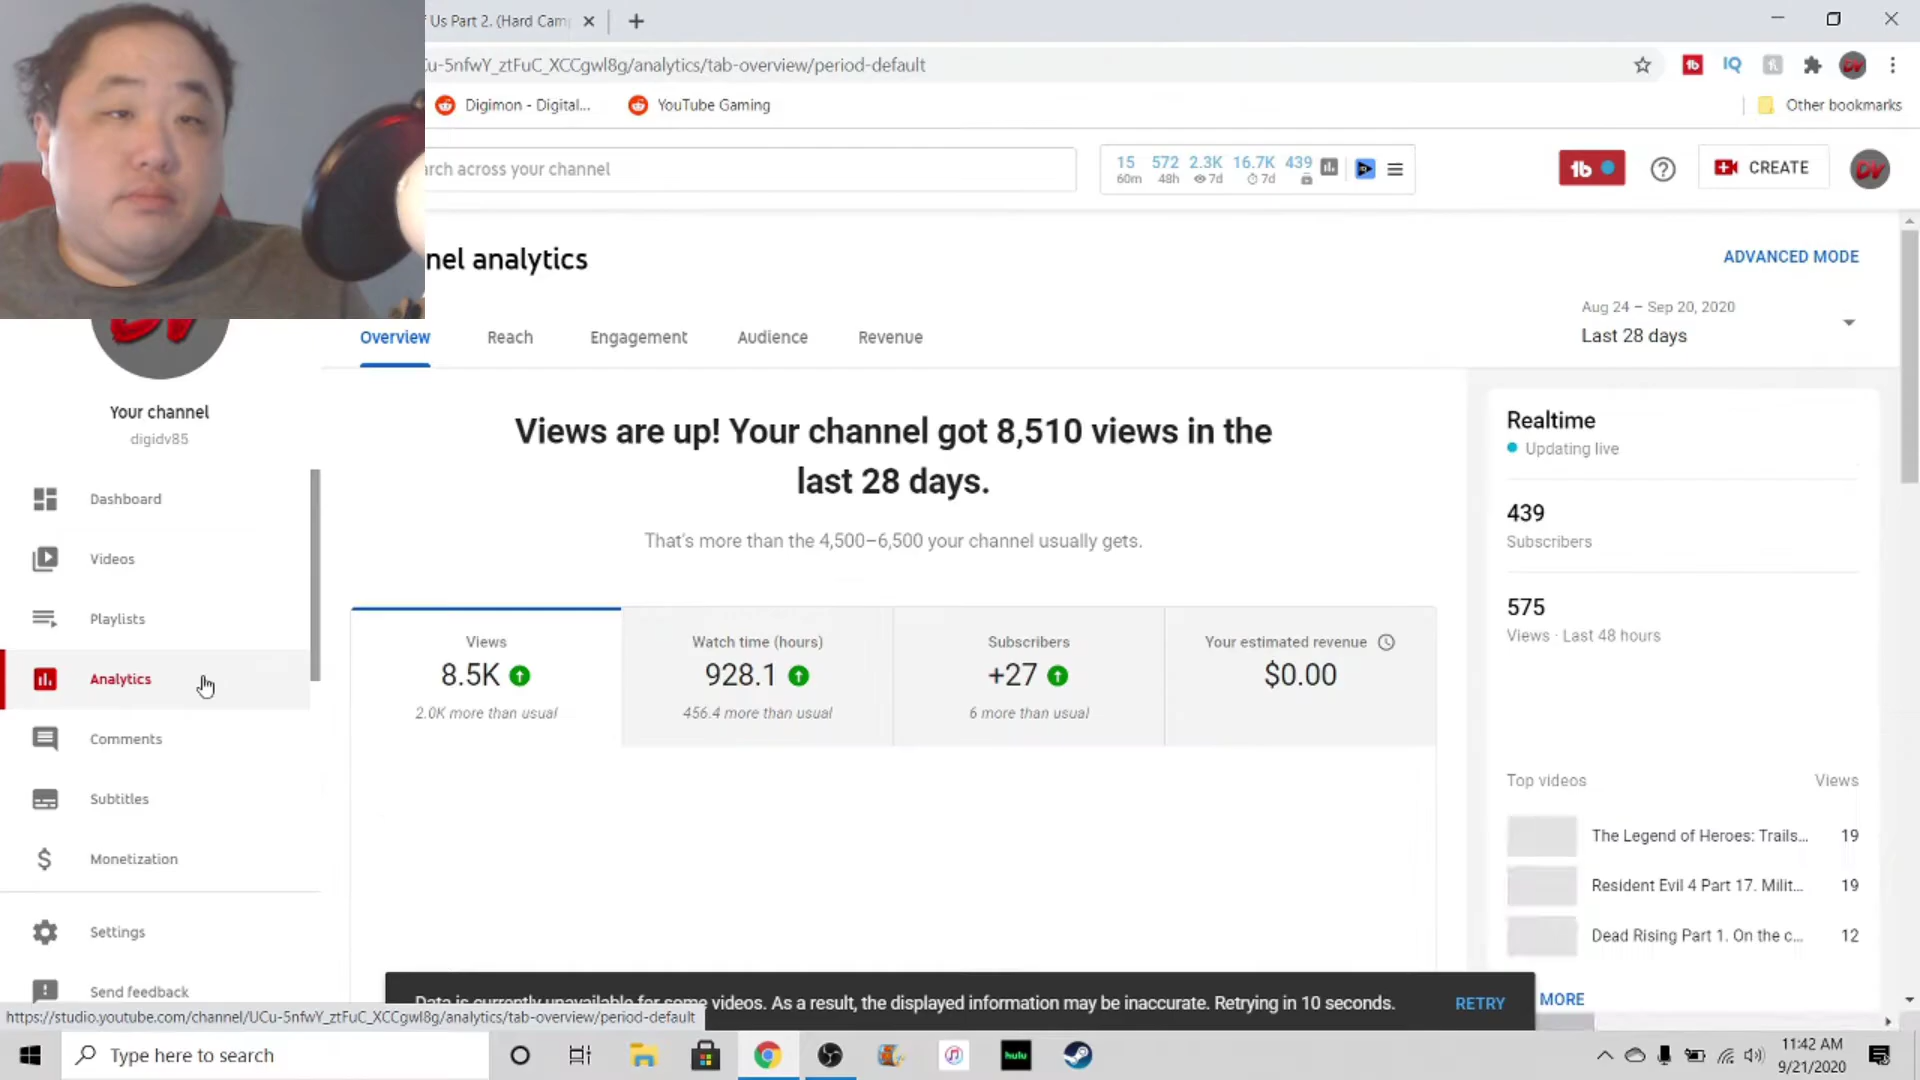 Us Part 2. (Hard Camp
u-5nfwY_ztFuC_XCCgwl8g/analytics/tab-overview/period-default
Digimon - Digital...
YouTube Gaming
Other bookmarks
rch across your channel
15 572 2.3K 16.7K 439
60m 48h 7d 7d
CREATE
nel analytics
ADVANCED MODE
Aug 24 – Sep 20, 2020
Last 28 days
Overview
Reach
Engagement
Audience
Revenue
Your channel
digidv85
Dashboard
Videos
Playlists
Analytics
Comments
Subtitles
Monetization
Settings
Send feedback
Views are up! Your channel got 8,510 views in the
last 28 days.
That's more than the 4,500–6,500 your channel usually gets.
Views
8.5K
2.0K more than usual
Watch time (hours)
928.1
456.4 more than usual
Subscribers
+27
6 more than usual
Your estimated revenue
$0.00
Realtime
Updating live
439
Subscribers
575
Views · Last 48 hours
Top videos Views
The Legend of Heroes: Trails... 19
Resident Evil 4 Part 17. Milit... 19
Dead Rising Part 1. On the c... 12
MORE
Data is currently unavailable for some videos. As a result, the displayed information may be inaccurate. Retrying in 10 seconds.
RETRY
https://studio.youtube.com/channel/UCu-5nfwY_ztFuC_XCCgwl8g/analytics/tab-overview/period-default
Type here to search
hulu
11:42 AM
9/21/2020